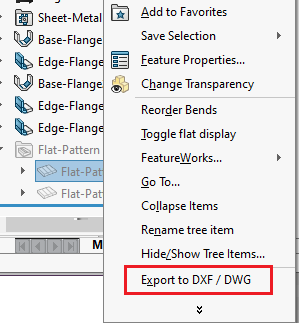 Sheet-Metal
Base-Flange
Edge-Flange
Edge-Flange
Base-Flange
Edge-Flange
Edge-Flange
Flat-Pattern
Flat-Patt
Flat-Patt
M
Add to Favorites
Save Selection
Feature Properties...
Change Transparency
Reorder Bends
Toggle flat display
FeatureWorks...
Go To...
Collapse Items
Rename tree item
Hide/Show Tree Items...
Export to DXF / DWG